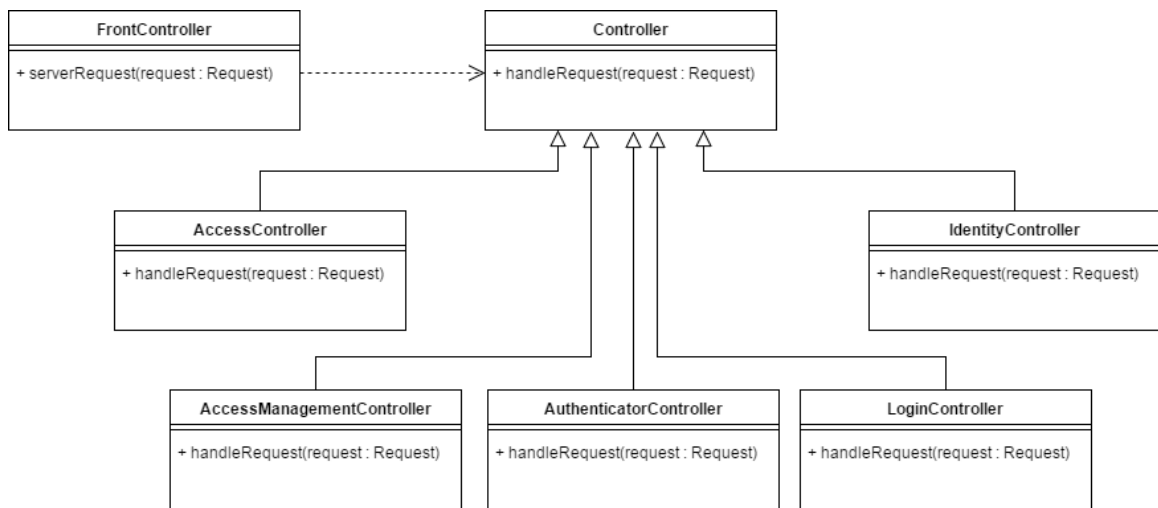 FrontController
+ serverRequest(request : Request)
Controller
+ handleRequest(request : Request)
AccessController
+ handleRequest(request : Request)
IdentityController
+ handleRequest(request : Request)
AccessManagementController
+ handleRequest(request : Request)
AuthenticatorController
+ handleRequest(request : Request)
LoginController
+ handleRequest(request : Request)